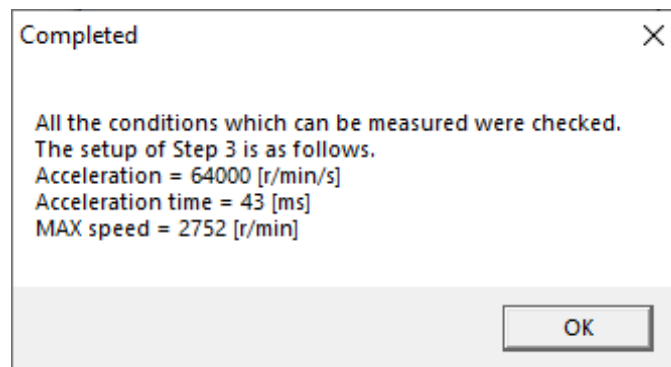 Completed
All the conditions which can be measured were checked.
The setup of Step 3 is as follows.
Acceleration = 64000 [r/min/s]
Acceleration time = 43 [ms]
MAX speed = 2752 [r/min]
OK